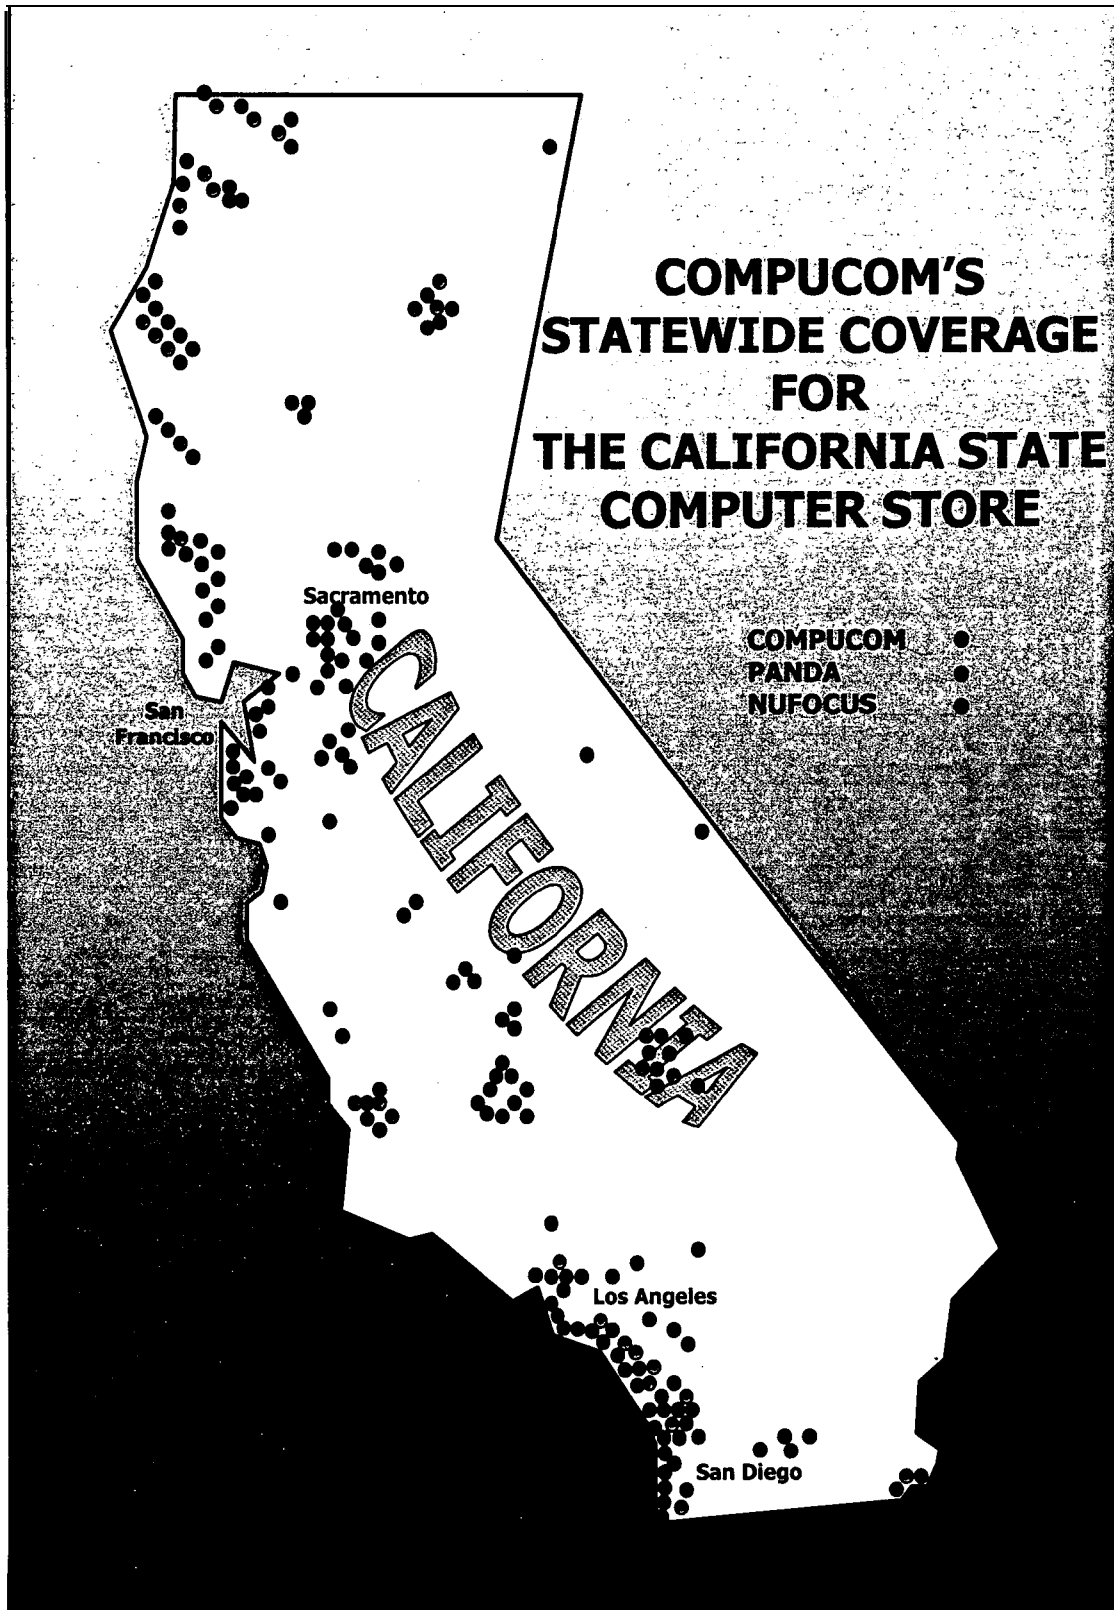 COMPUCOM'S
STATEWIDE COVERAGE
FOR
THE CALIFORNIA STATE
COMPUTER STORE
Sacramento
COMPUCOM
PANDA
NUFOCUS
CALIFORNIA
San
Francisco
Los Angeles
San Diego